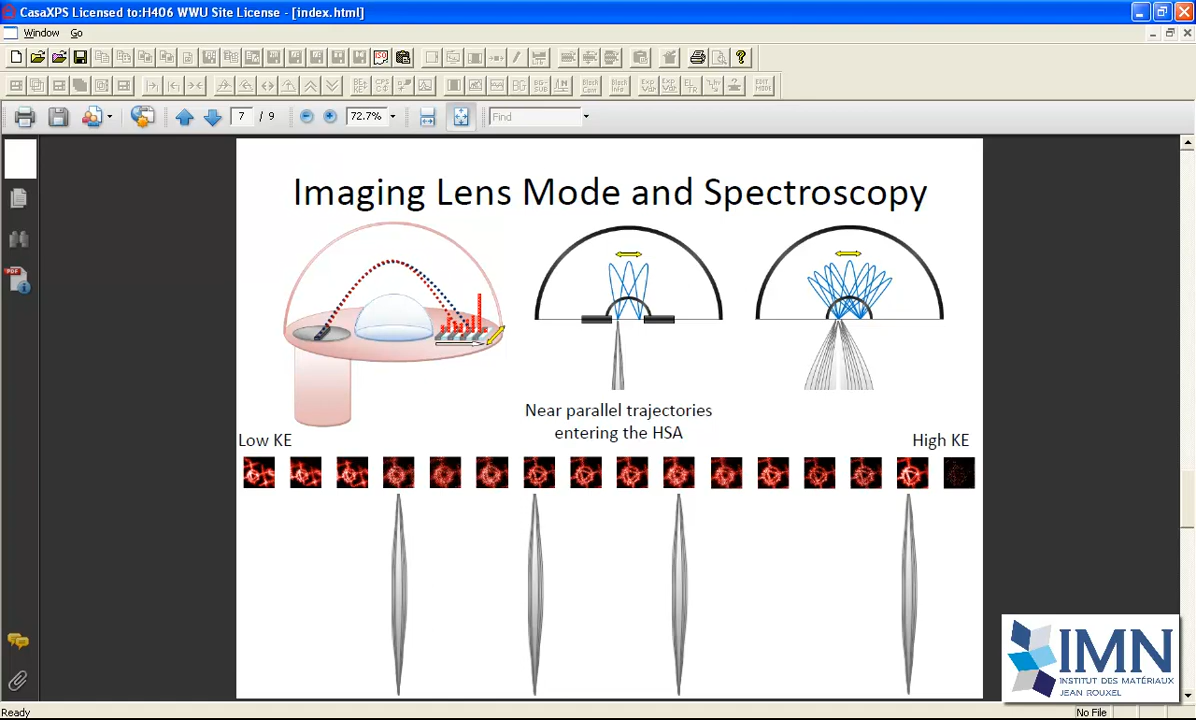 CasaXPS Licensed to:H406 WWU Site License - [index.html]
Window Go
ISO
BG
7 / 9
72.7%
Find
Imaging Lens Mode and Spectroscopy
Near parallel trajectories
entering the HSA
Low KE
High KE
IMN
INSTITUT DES MATÉRIAUX
JEAN ROUXEL
Ready
No File